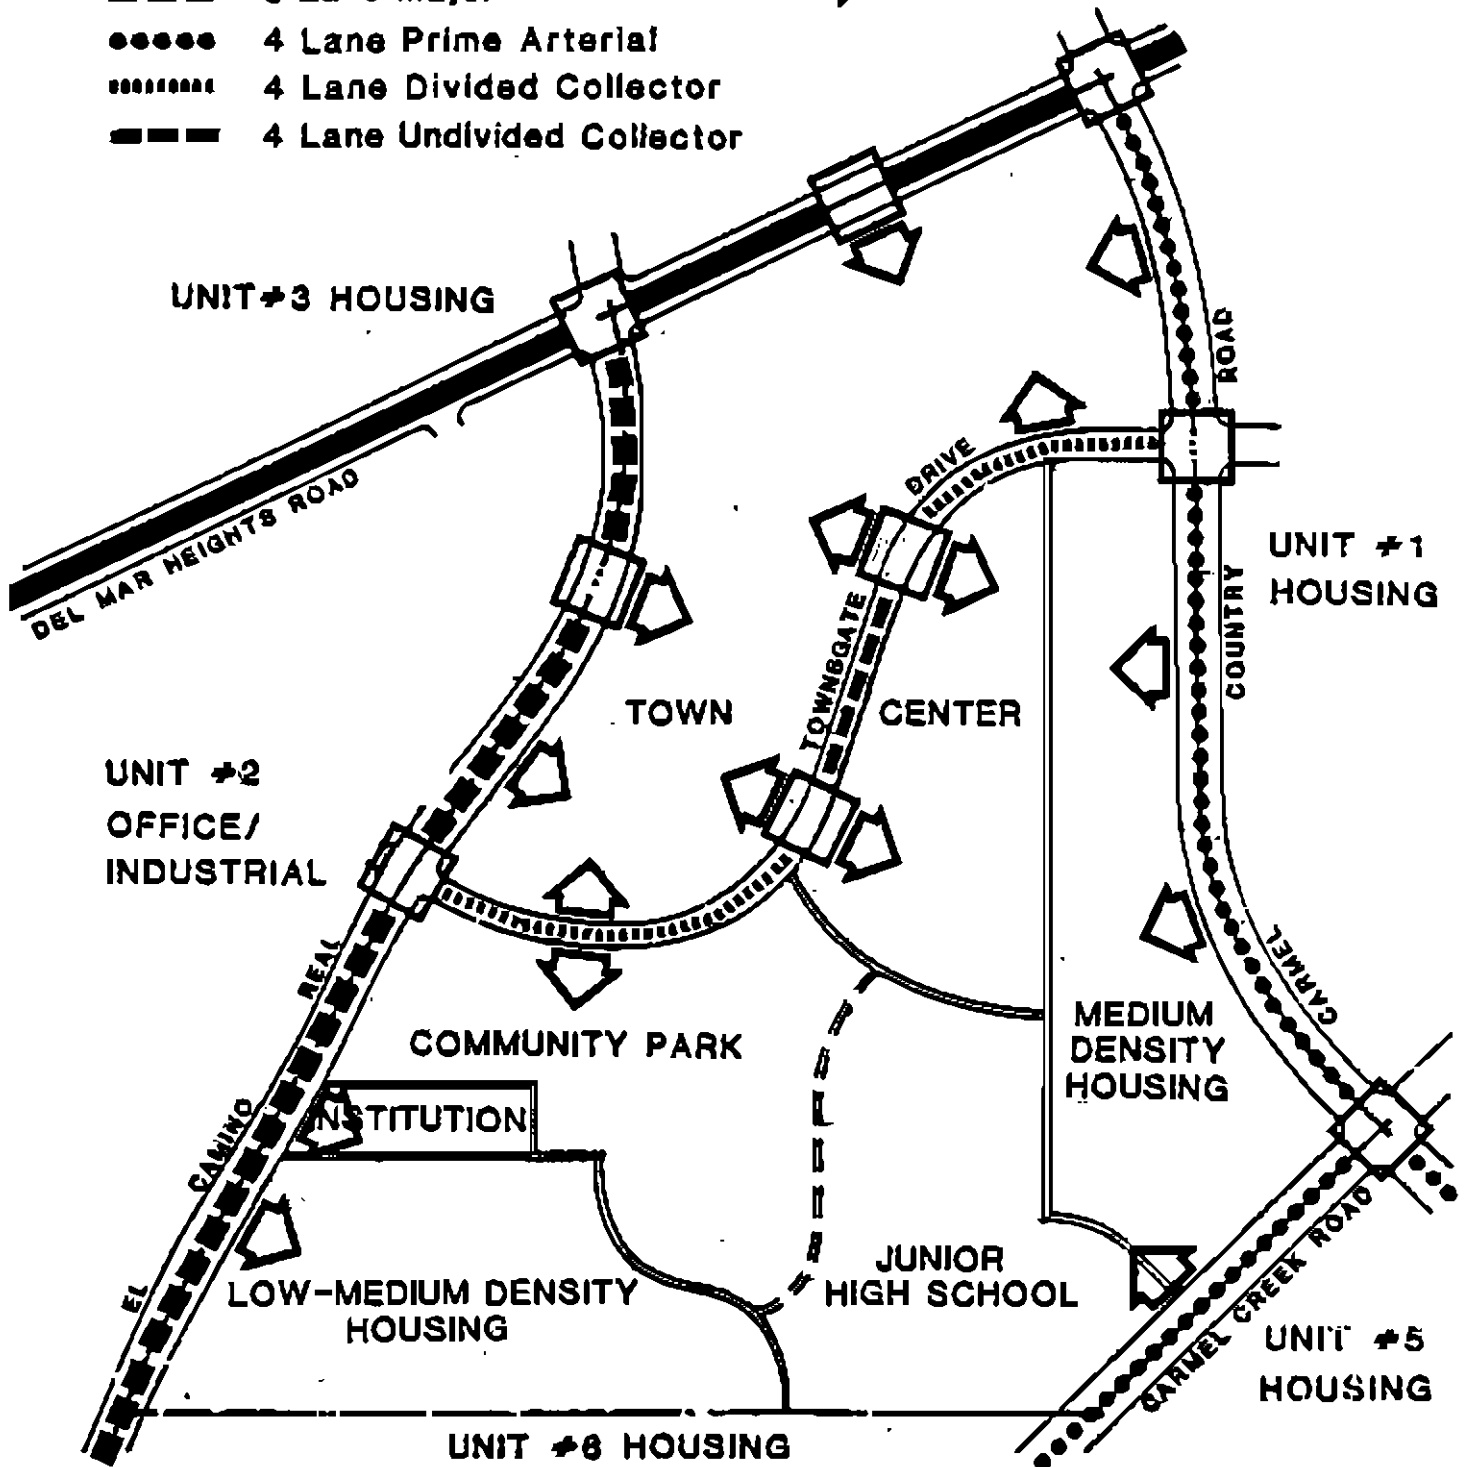 4 Lane Prime Arterial
4 Lane Divided Collector
4 Lane Undivided Collector
UNIT #3 HOUSING
DEL MAR HEIGHTS ROAD
ROAD
DRIVE
UNIT #1
HOUSING
COUNTRY
TOWNSGATE
TOWN
CENTER
UNIT #2
OFFICE/
INDUSTRIAL
REAL
CARMEL
COMMUNITY PARK
MEDIUM
DENSITY
HOUSING
INSTITUTION
CAMINO
EL
LOW-MEDIUM DENSITY
HOUSING
JUNIOR
HIGH SCHOOL
CARMEL CREEK ROAD
UNIT #5
HOUSING
UNIT #6 HOUSING